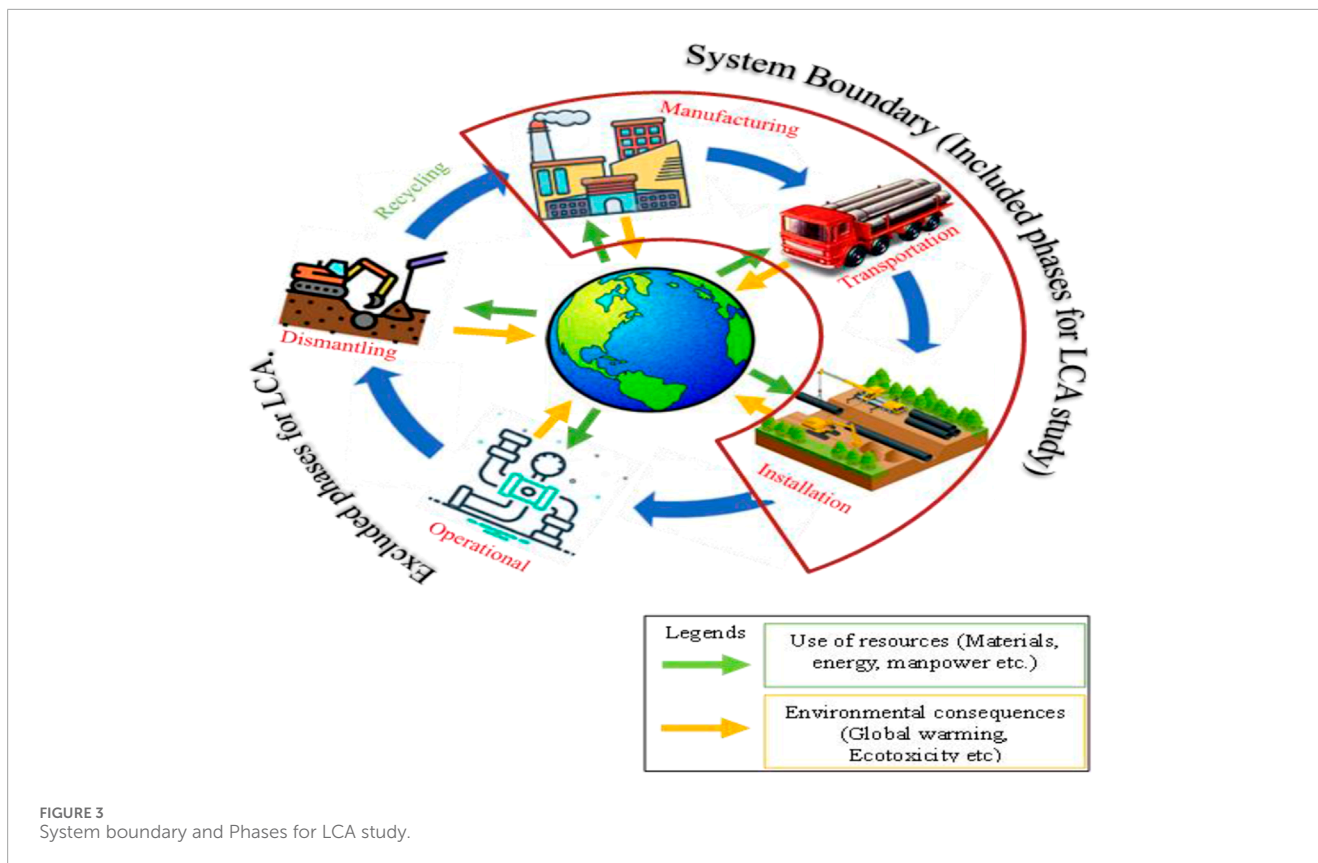 System Boundary (Included phases for LCA study)
Manufacturing
Recycling
Transportation
Dismantling
Installation
Operational
Excluded phases for LCA.
Legends
Use of resources (Materials,
energy, manpower etc.)
Environmental consequences
(Global warming,
Ecotoxicity etc)
FIGURE 3
System boundary and Phases for LCA study.